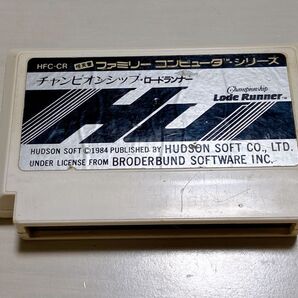 HFC-CR ファミリー コンピュータ™シリーズ
チャンピオンシップ・ロードランナー
Championship
Lode Runner
HUDSON SOFT ©1984 PUBLISHED BY HUDSON SOFT CO., LTD.
UNDER LICENSE FROM BRODERBUND SOFTWARE INC.